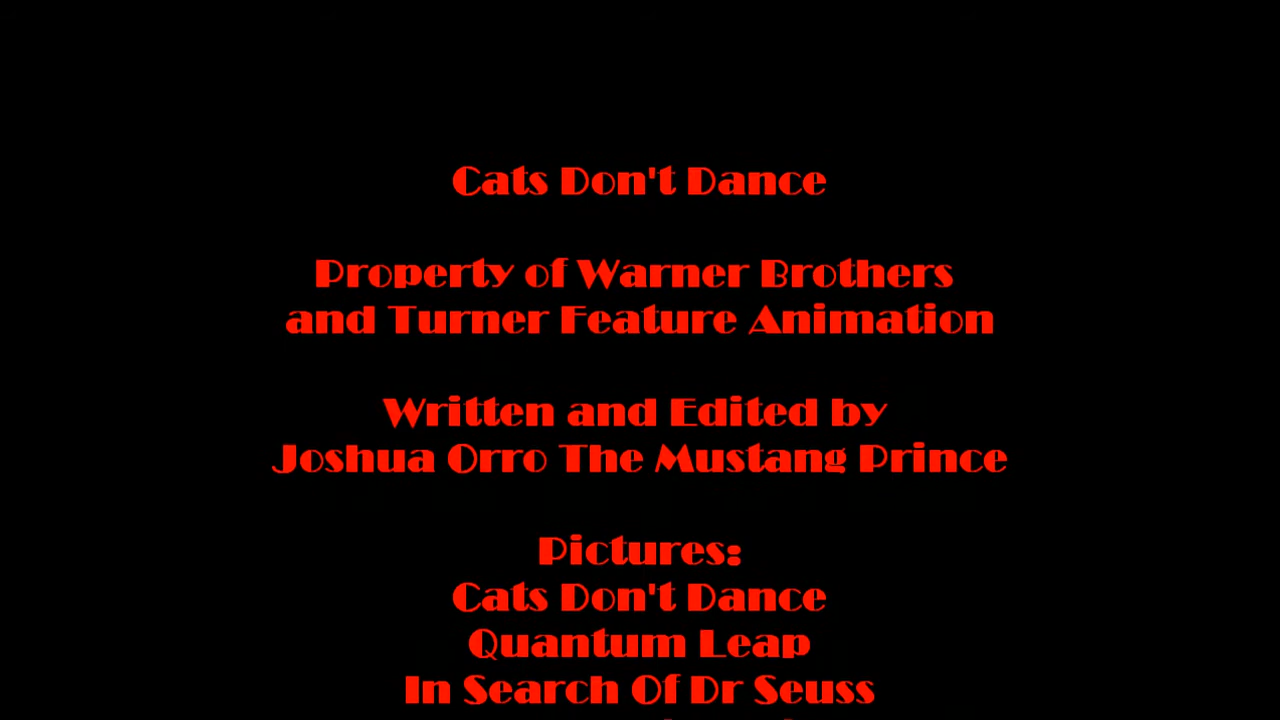 Cats Don't Dance
Property of Warner Brothers
and Turner Feature Animation
Written and Edited by
Joshua Orro The Mustang Prince
Pictures:
Cats Don't Dance
Quantum Leap
In Search Of Dr Seuss